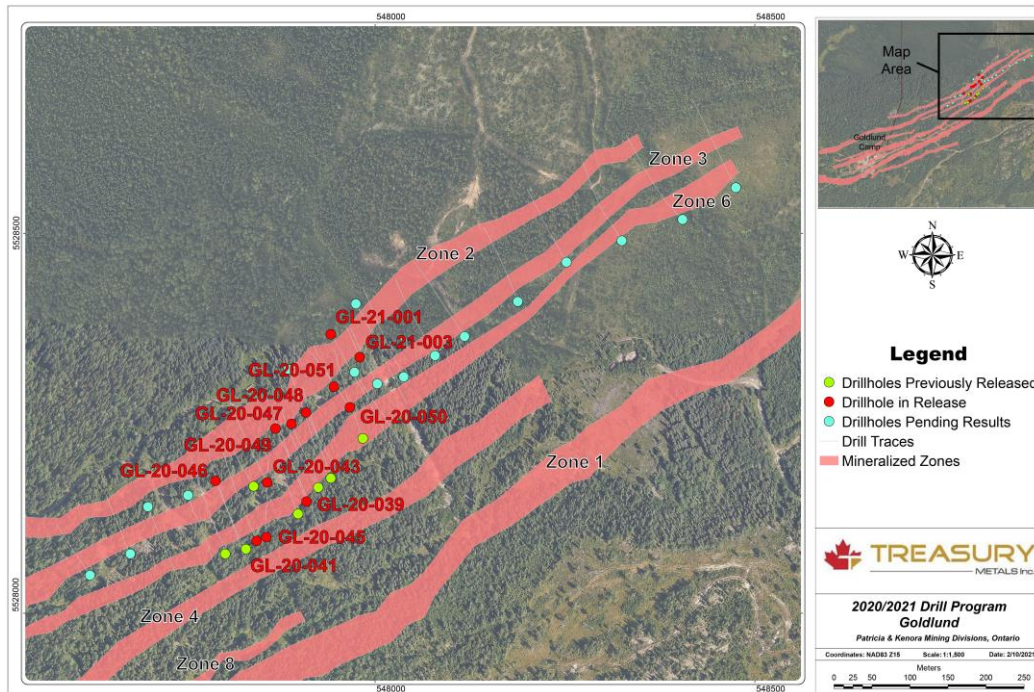 548000
548500
5528500
5528000
Zone 3
Zone 6
Zone 2
GL-21-001
GL-21-003
GL-20-051
GL-20-048
GL-20-047
GL-20-050
GL-20-049
GL-20-046
GL-20-043
GL-20-039
GL-20-045
GL-20-041
Zone 1
Zone 4
Zone 8
548000
548500
Map
Area
Goldlund
Camp
N
W
E
S
Legend
Drillholes Previously Released
Drillhole in Release
Drillholes Pending Results
Drill Traces
Mineralized Zones
TREASURY
METALS Inc
2020/2021 Drill Program
Goldlund
Patricia & Kenora Mining Divisions, Ontario
Coordinates: NAD83 Z15 Scale: 1:1,500 Date: 2/10/2021
Meters
0 25 50 100 150 200 250